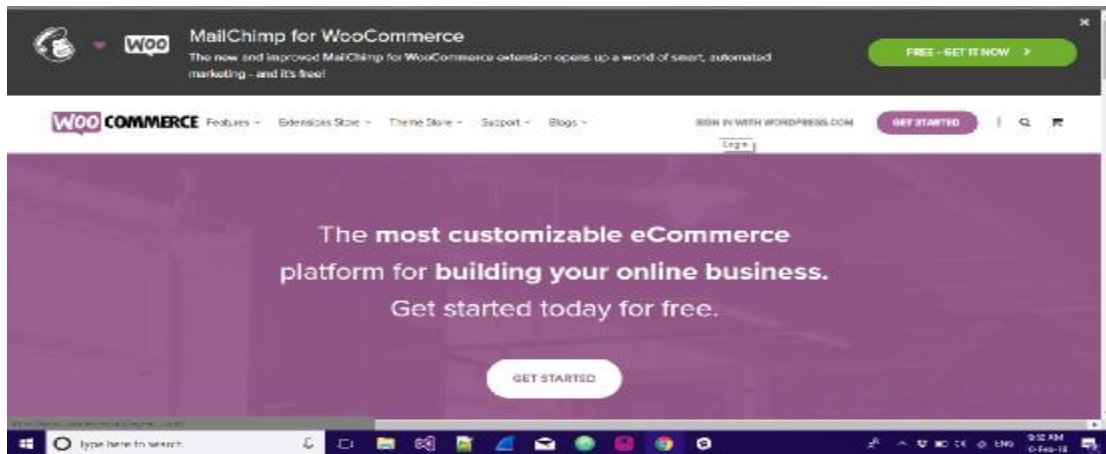 MailChimp for WooCommerce
The new and improved MailChimp for WooCommerce extension opens up a world of smart, automated
marketing - and it's free!
FREE - GET IT NOW >
WOO
WOO COMMERCE Features Extensions Store Theme Store Support Blogs SIGN IN WITH WORDPRESS.COM GET STARTED
Login
The most customizable eCommerce
platform for building your online business.
Get started today for free.
GET STARTED
Type here to search
ENG